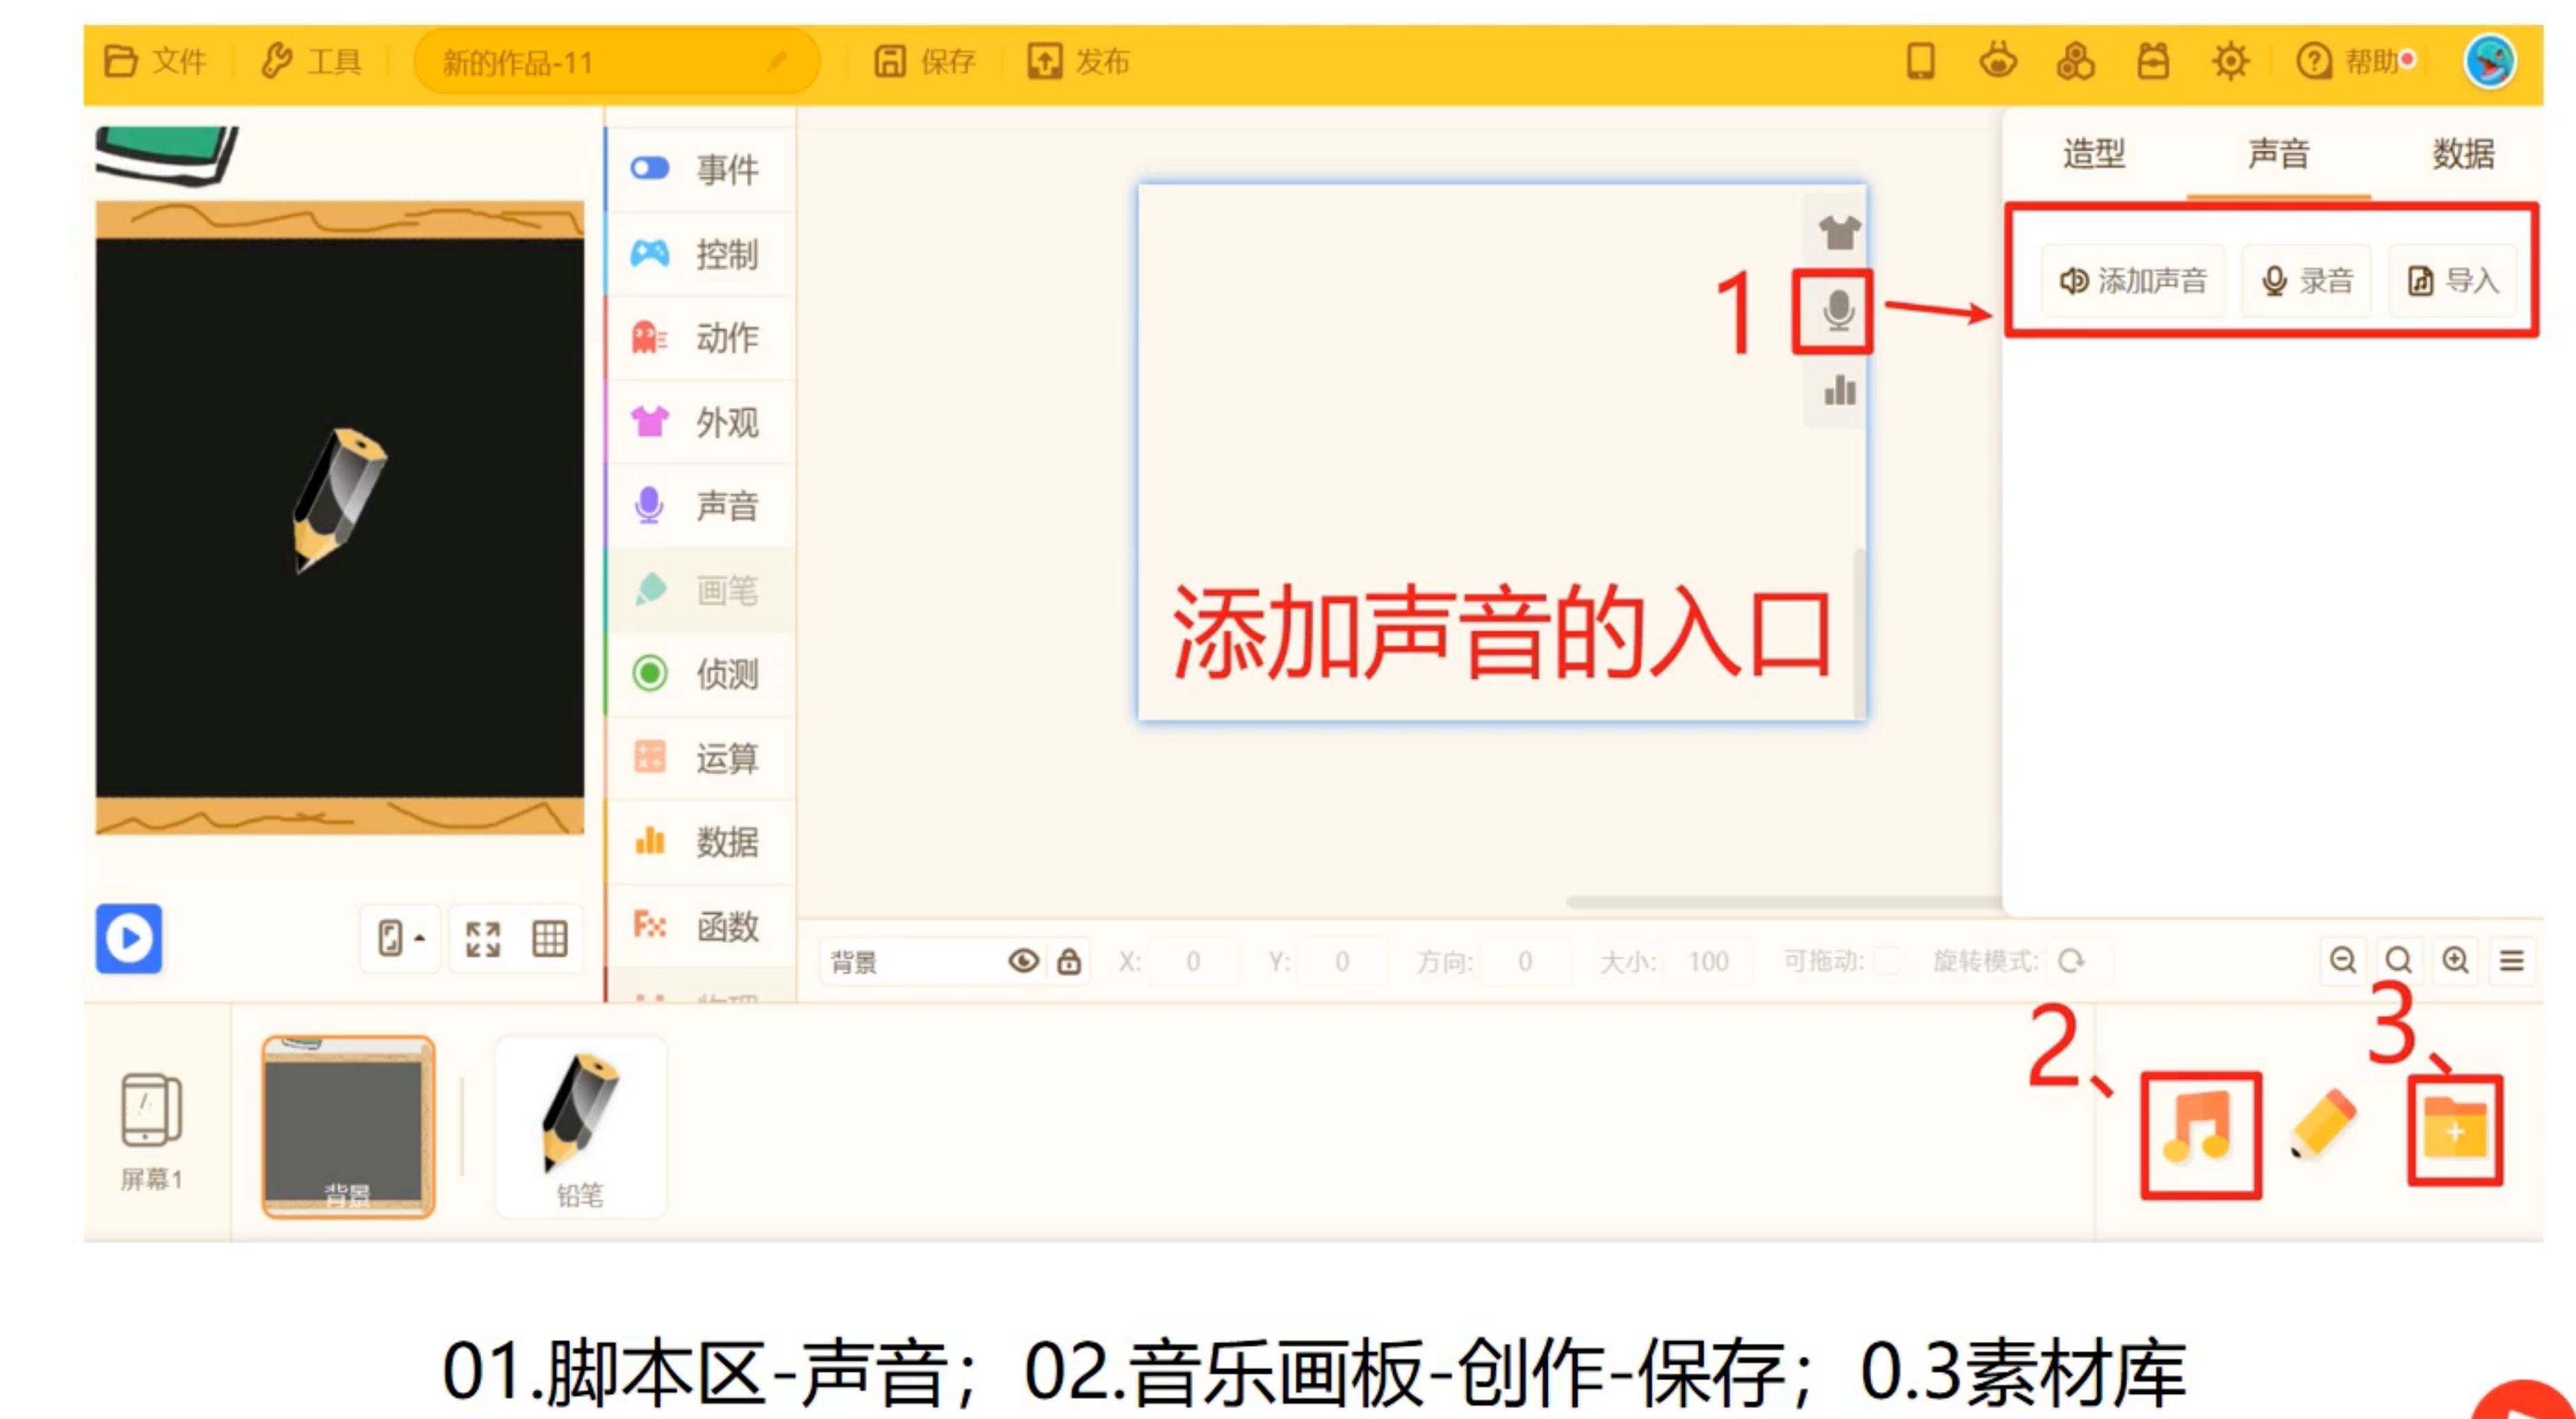 文件 工具 新的作品-11 保存 发布 帮助
造型 声音 数据
添加声音 录音 导入
事件
控制
动作
外观
声音
画笔
侦测
运算
数据
函数
物理
1
添加声音的入口
背景 X: 0 Y: 0 方向: 0 大小: 100 可拖动: 旋转模式:
2、
3、
屏幕1
背景
铅笔
01.脚本区-声音；02.音乐画板-创作-保存；0.3素材库